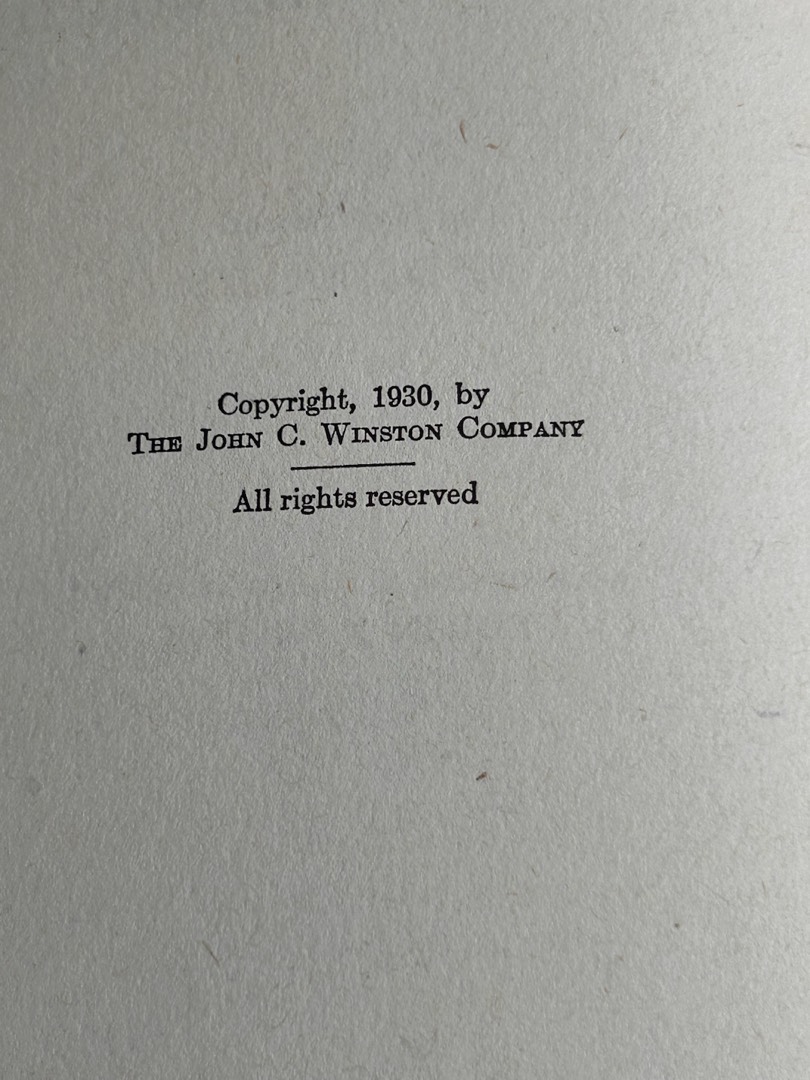 Copyright, 1930, by
The John C. Winston Company
All rights reserved